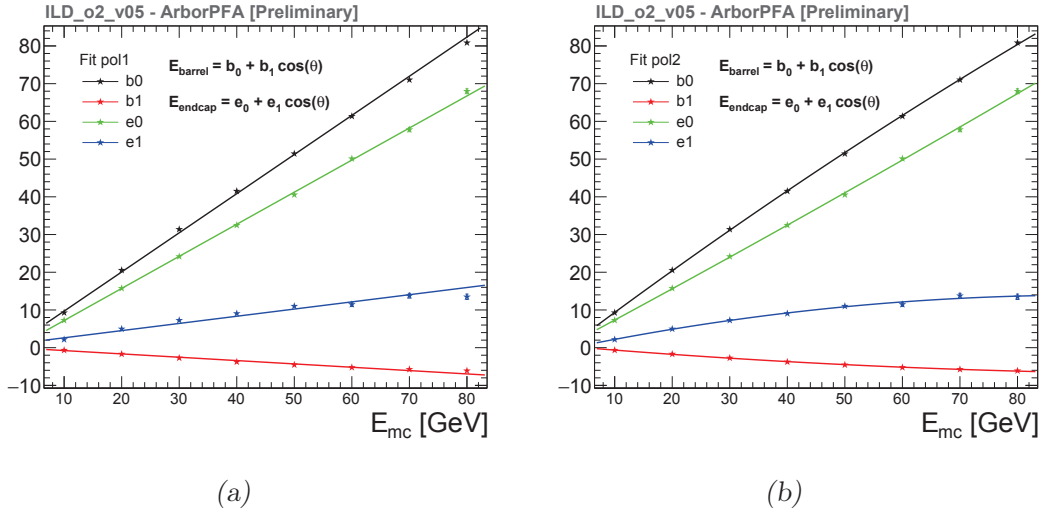 ILD_o2_v05 - ArborPFA [Preliminary]
Fit pol1
b0
b1
e0
e1
E_barrel = b_0 + b_1 cos(θ)
E_endcap = e_0 + e_1 cos(θ)
80
70
60
50
40
30
20
10
0
−10
10 20 30 40 50 60 70 80
E_mc [GeV]
(a)
ILD_o2_v05 - ArborPFA [Preliminary]
Fit pol2
b0
b1
e0
e1
E_barrel = b_0 + b_1 cos(θ)
E_endcap = e_0 + e_1 cos(θ)
80
70
60
50
40
30
20
10
0
−10
10 20 30 40 50 60 70 80
E_mc [GeV]
(b)